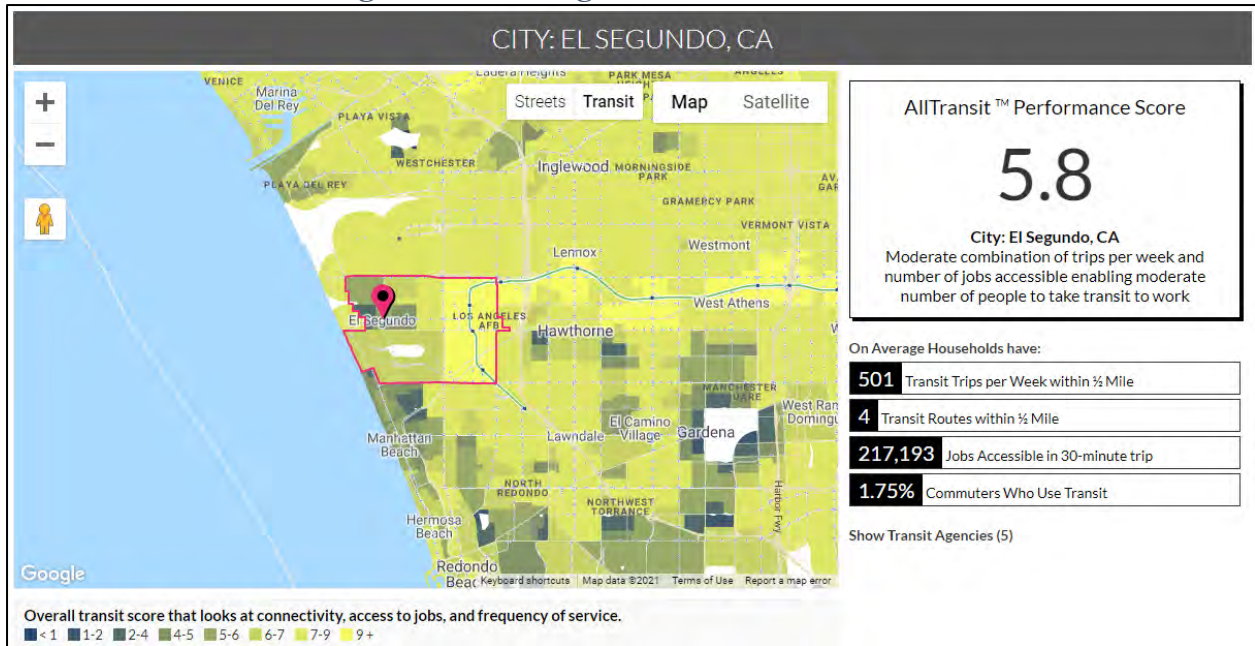 CITY: EL SEGUNDO, CA
+
−
Streets Transit
Map Satellite
VENICE
Marina
Del Rey
Ladera Heights
PARK MESA
PLAYA VISTA
WESTCHESTER
Inglewood
MORNINGSIDE
PARK
PLAYA DEL REY
GRAMERCY PARK
VERMONT VISTA
Westmont
Lennox
West Athens
El Segundo
LOS ANGELES
AFB
Hawthorne
MANCHESTER
SQUARE
El Camino
Village
Gardena
Lawndale
Manhattan
Beach
NORTH
REDONDO
NORTHWEST
TORRANCE
Harbor Fwy
Hermosa
Beach
Redondo
Google
Keyboard shortcuts
Map data ©2021
Terms of Use
Report a map error
Overall transit score that looks at connectivity, access to jobs, and frequency of service.
< 1 1-2 2-4 4-5 5-6 6-7 7-9 9 +
AllTransit ™ Performance Score
5.8
City: El Segundo, CA
Moderate combination of trips per week and
number of jobs accessible enabling moderate
number of people to take transit to work
On Average Households have:
501 Transit Trips per Week within ½ Mile
4 Transit Routes within ½ Mile
217,193 Jobs Accessible in 30-minute trip
1.75% Commuters Who Use Transit
Show Transit Agencies (5)